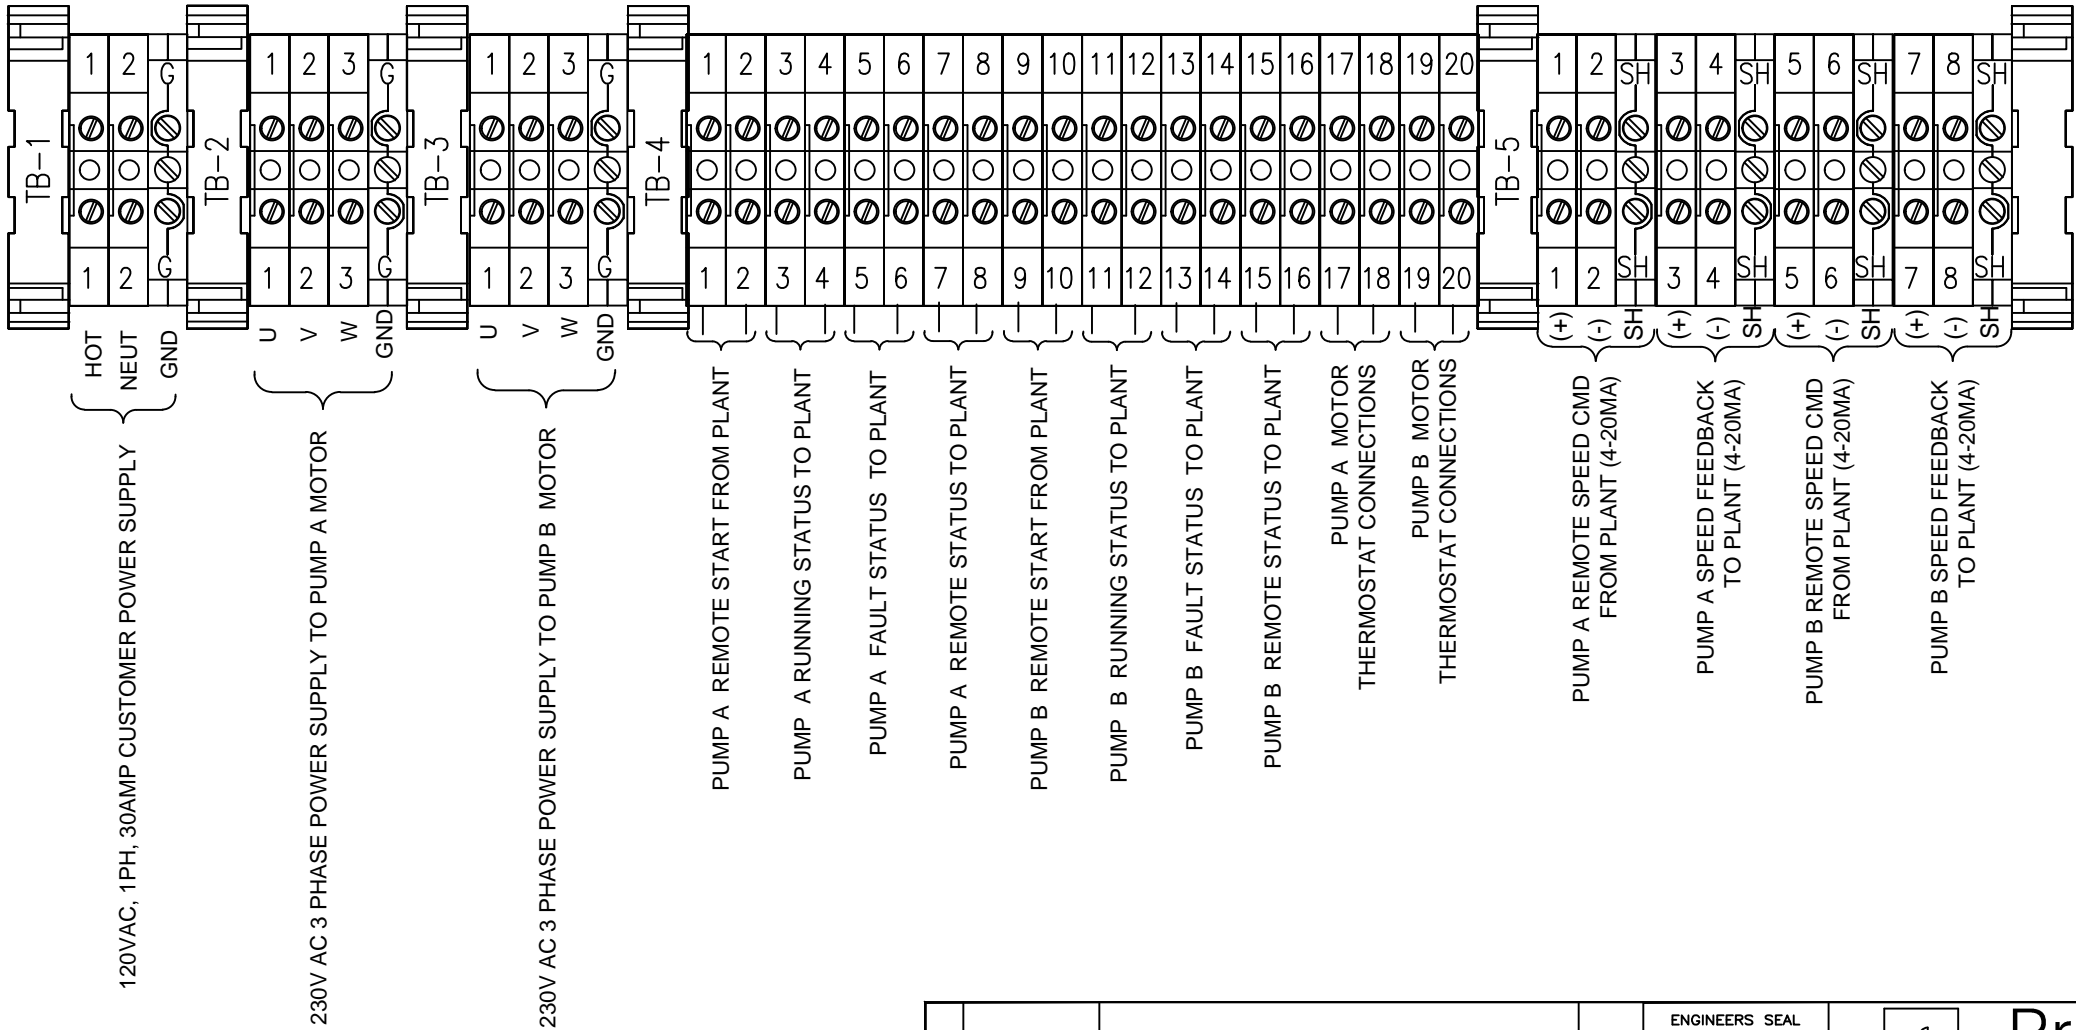 TB-1
1 2 G
1 2 G
HOT
NEUT
GND
120VAC, 1PH, 30AMP CUSTOMER POWER SUPPLY
TB-2
1 2 3 G
1 2 3 G
U
V
W
GND
230V AC 3 PHASE POWER SUPPLY TO PUMP A MOTOR
TB-3
1 2 3 G
1 2 3 G
U
V
W
GND
230V AC 3 PHASE POWER SUPPLY TO PUMP B MOTOR
TB-4
1 2 3 4 5 6 7 8 9 10 11 12 13 14 15 16 17 18 19 20
1 2 3 4 5 6 7 8 9 10 11 12 13 14 15 16 17 18 19 20
PUMP A REMOTE START FROM PLANT
PUMP A RUNNING STATUS TO PLANT
PUMP A FAULT STATUS TO PLANT
PUMP A REMOTE STATUS TO PLANT
PUMP B REMOTE START FROM PLANT
PUMP B RUNNING STATUS TO PLANT
PUMP B FAULT STATUS TO PLANT
PUMP B REMOTE STATUS TO PLANT
PUMP A MOTOR
THERMOSTAT CONNECTIONS
PUMP B MOTOR
THERMOSTAT CONNECTIONS
TB-5
1 2 SH 3 4 SH 5 6 SH 7 8 SH
1 2 SH 3 4 SH 5 6 SH 7 8 SH
(+) (-) SH (+) (-) SH (+) (-) SH (+) (-) SH
PUMP A REMOTE SPEED CMD
FROM PLANT (4-20MA)
PUMP A SPEED FEEDBACK
TO PLANT (4-20MA)
PUMP B REMOTE SPEED CMD
FROM PLANT (4-20MA)
PUMP B SPEED FEEDBACK
TO PLANT (4-20MA)
ENGINEERS SEAL